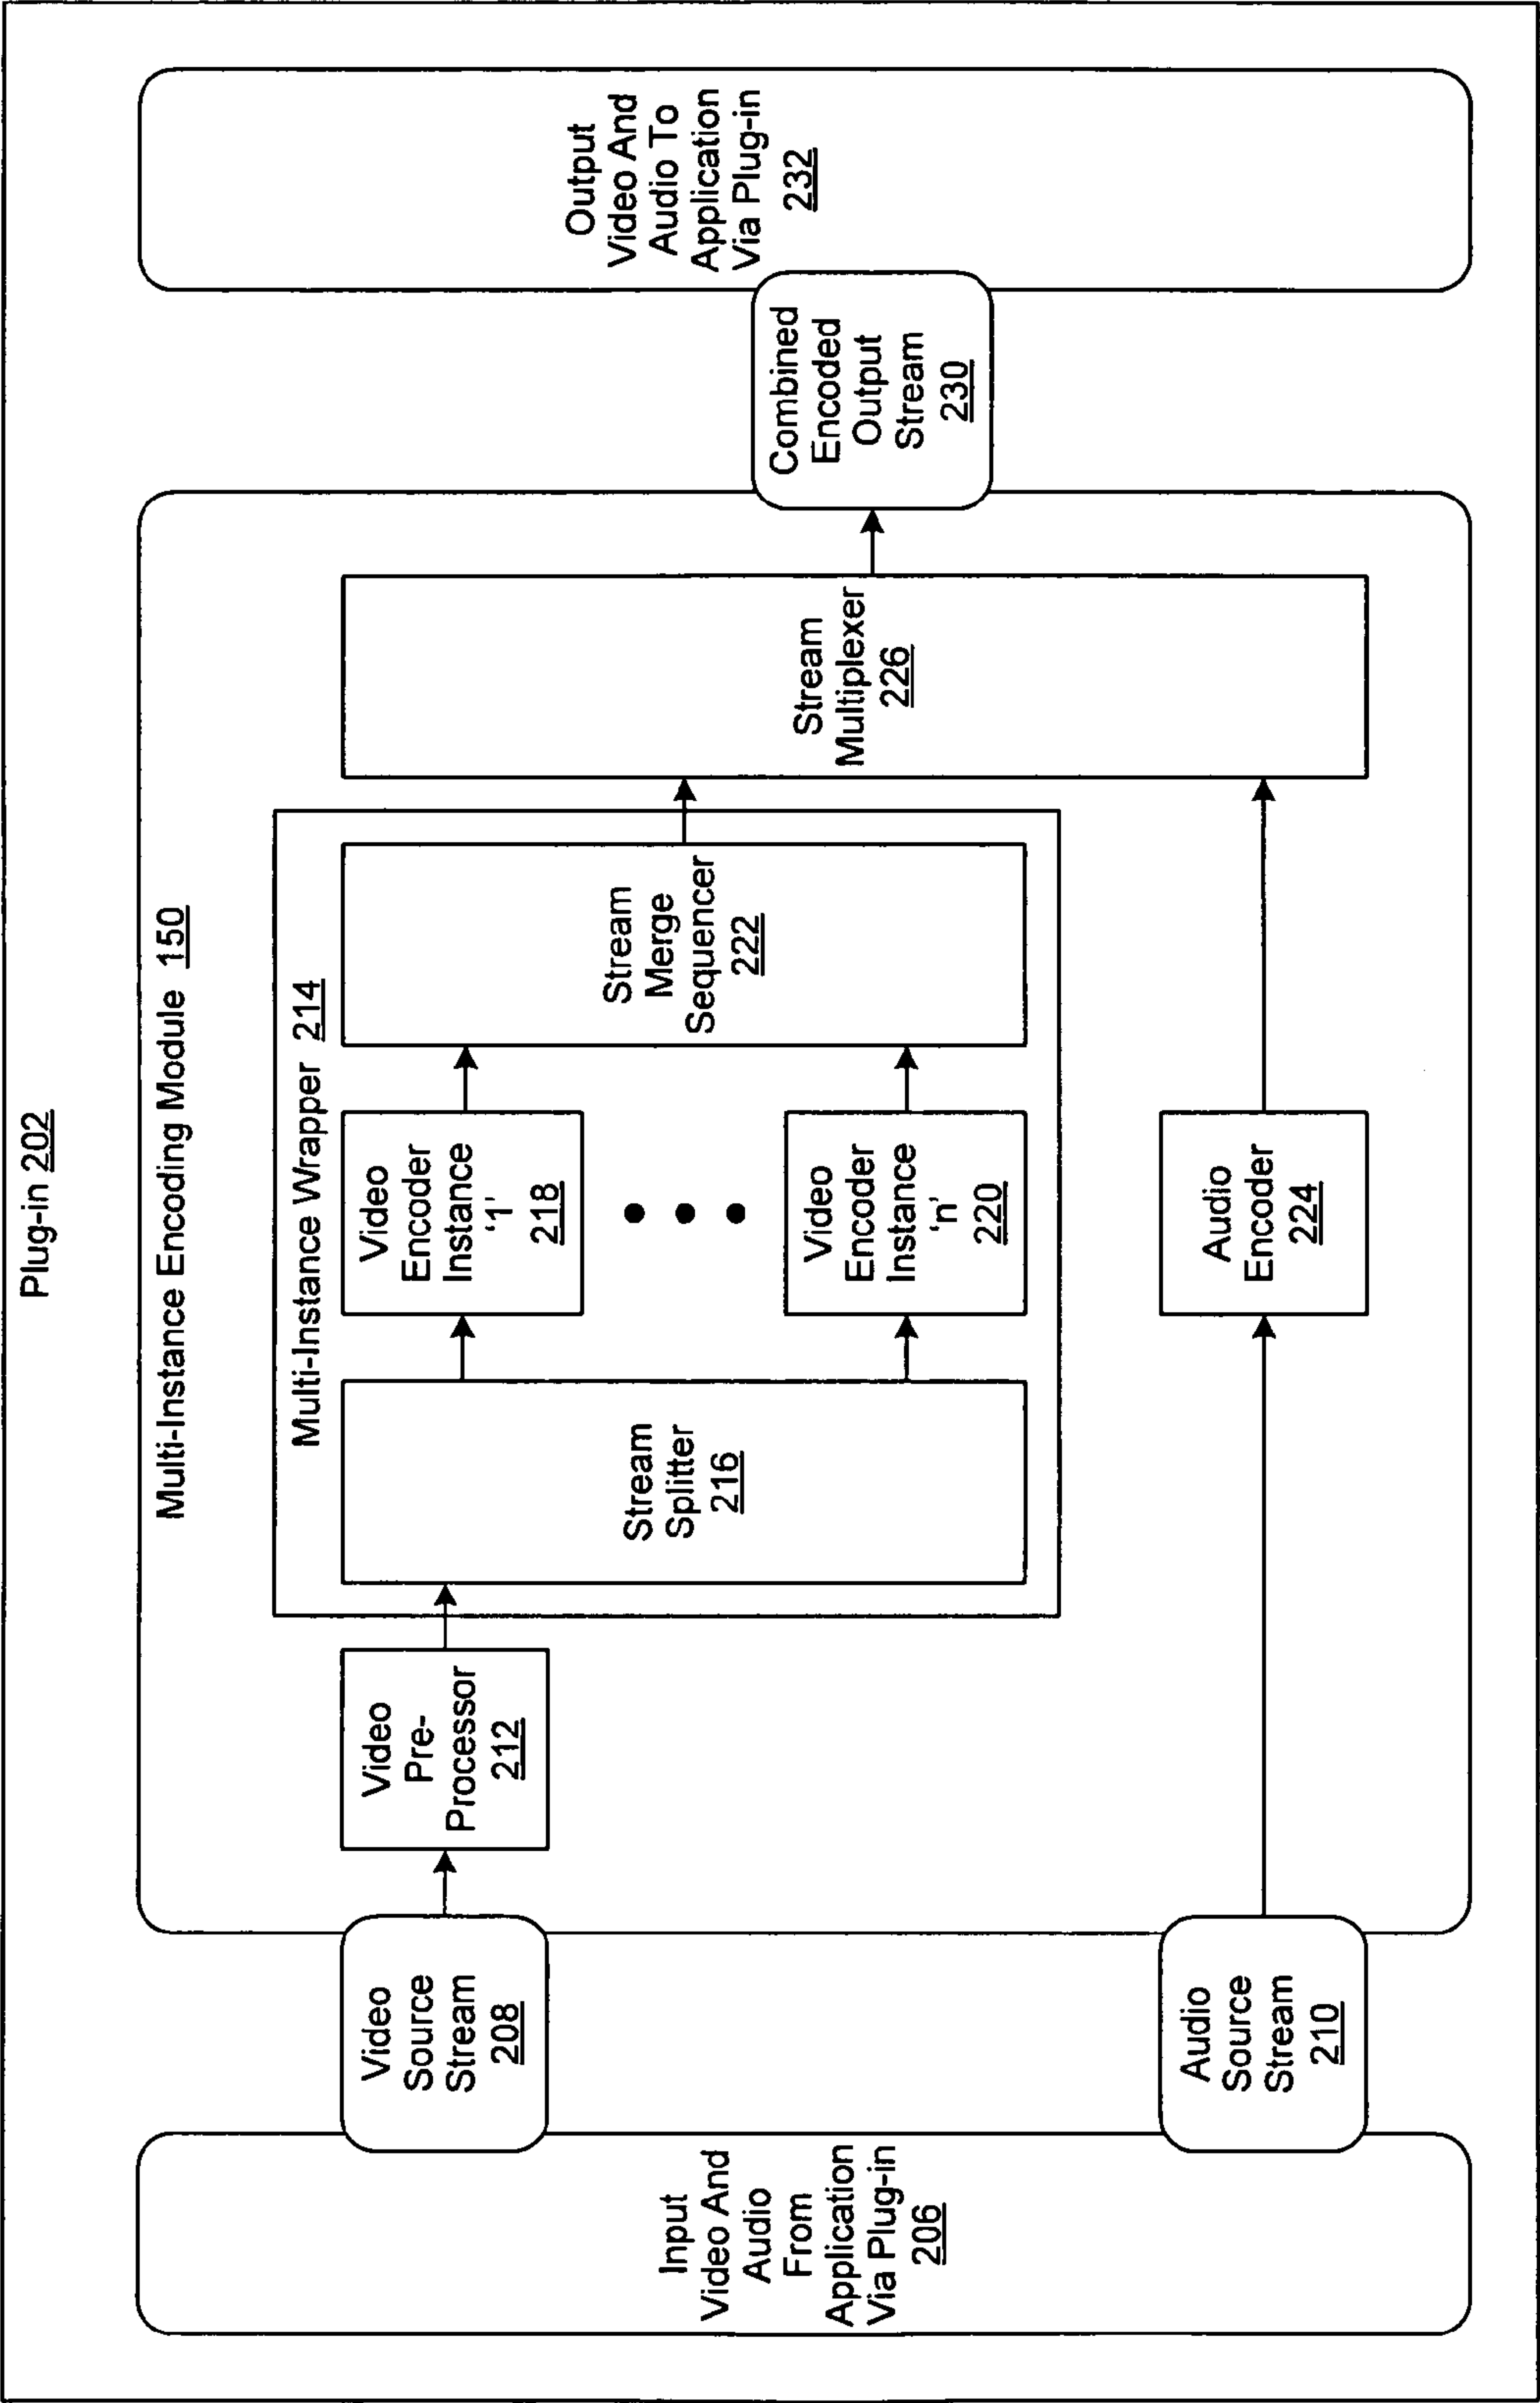 Plug-in 202
Multi-Instance Encoding Module 150
Input
Video And
Audio
From
Application
Via Plug-in
206
Video
Source
Stream
208
Audio
Source
Stream
210
Video
Pre-
Processor
212
Multi-Instance Wrapper 214
Stream
Splitter
216
Video
Encoder
Instance
‘1’
218
Video
Encoder
Instance
‘n’
220
Stream
Merge
Sequencer
222
Audio
Encoder
224
Stream
Multiplexer
226
Combined
Encoded
Output
Stream
230
Output
Video And
Audio To
Application
Via Plug-in
232